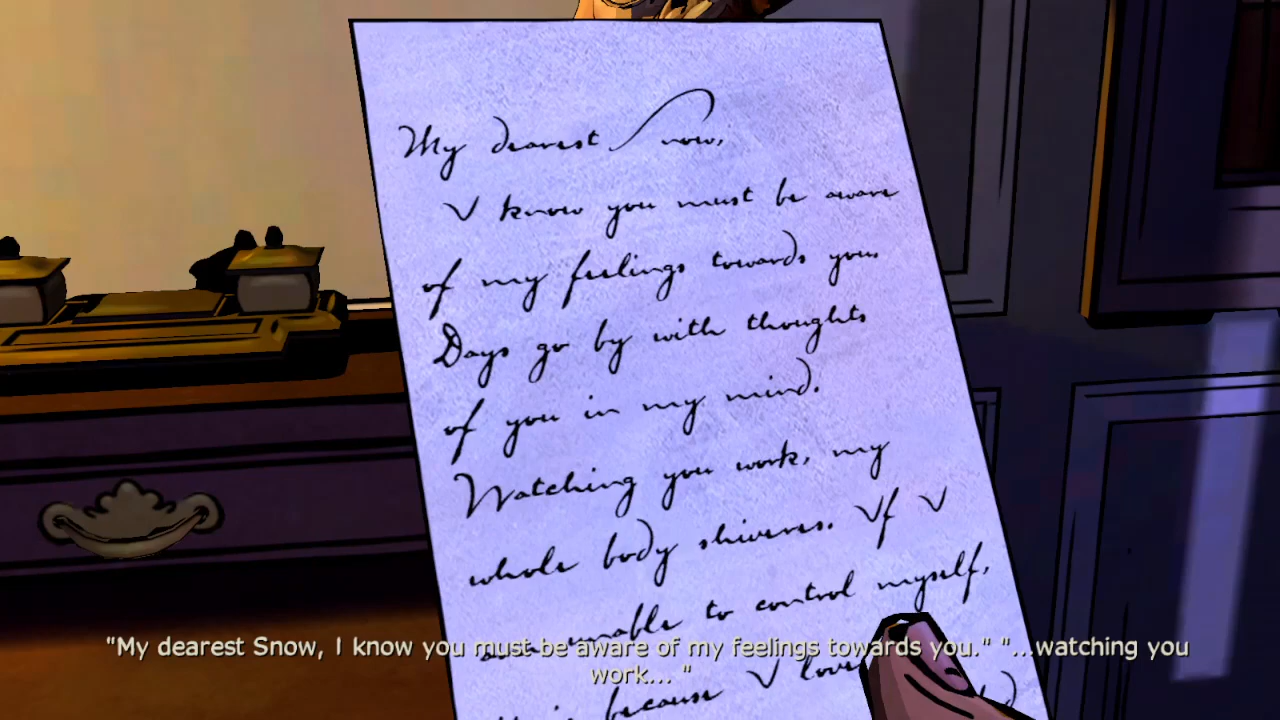 My dearest Snow,
I know you must be aware
of my feelings towards you.
Days go by with thoughts
of you in my mind.
Watching you work, my
whole body shivers. If I
unable to control myself,
because I love
"My dearest Snow, I know you must be aware of my feelings towards you." "...watching you
work... "